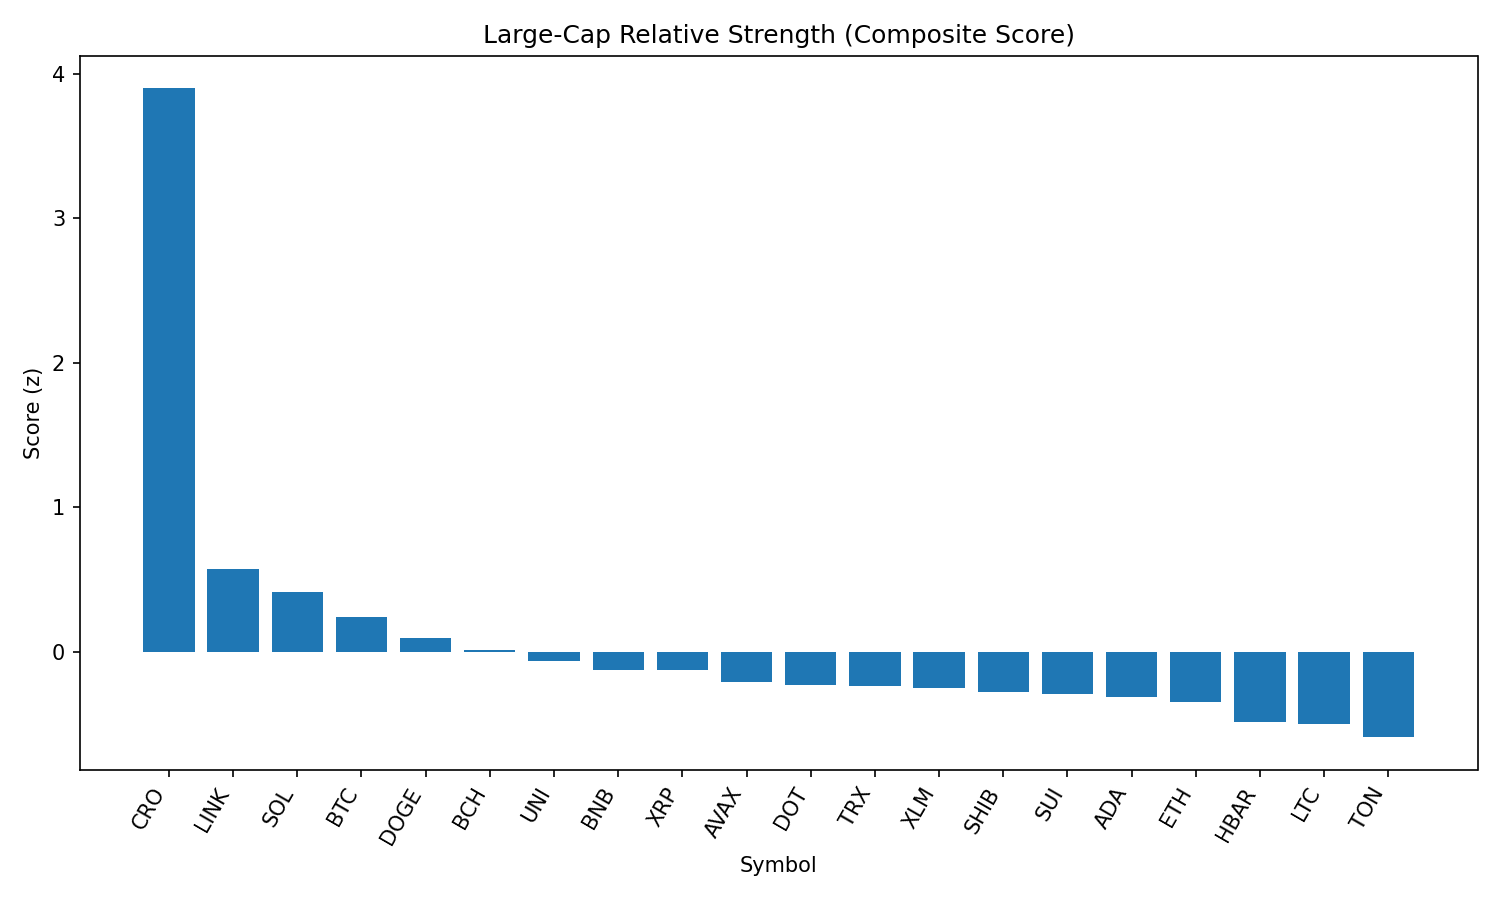 Large-Cap Relative Strength (Composite Score)
Score (z)
4
3
2
1
0
CRO
LINK
SOL
BTC
DOGE
BCH
UNI
BNB
XRP
AVAX
DOT
TRX
XLM
SHIB
SUI
ADA
ETH
HBAR
LTC
TON
Symbol